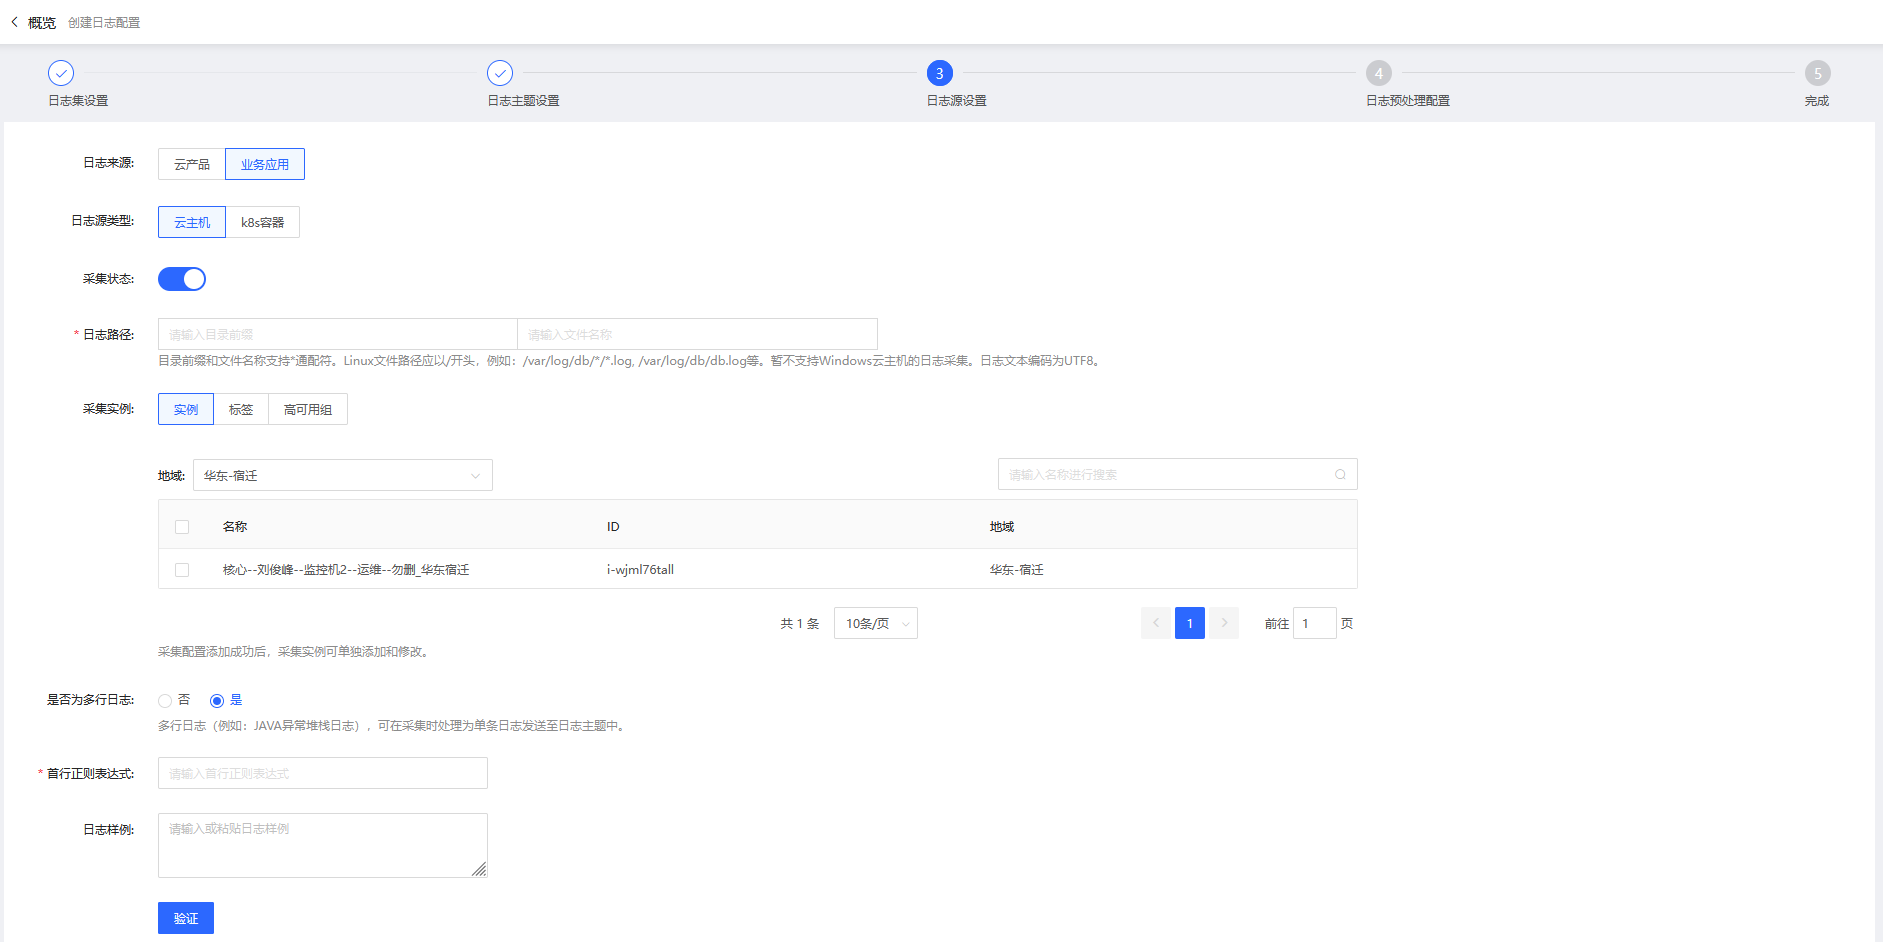 概览 创建日志配置
3 4 5
日志集设置 日志主题设置 日志源设置 日志预处理配置 完成
日志来源: 云产品 业务应用
日志源类型: 云主机 k8s容器
采集状态:
* 日志路径: 请输入目录前缀 请输入文件名称
目录前缀和文件名称支持*通配符。Linux文件路径应以/开头，例如：/var/log/db/*/*.log, /var/log/db/db.log等。暂不支持Windows云主机的日志采集。日志文本编码为UTF8。
采集实例: 实例 标签 高可用组
地域: 华东-宿迁 请输入名称进行搜索
名称 ID 地域
核心--刘俊峰--监控机2--运维--勿删_华东宿迁 i-wjml76tall 华东-宿迁
共 1 条 10条/页 1 前往 1 页
采集配置添加成功后，采集实例可单独添加和修改。
是否为多行日志: 否 是
多行日志（例如：JAVA异常堆栈日志），可在采集时处理为单条日志发送至日志主题中。
* 首行正则表达式: 请输入首行正则表达式
日志样例: 请输入或粘贴日志样例
验证